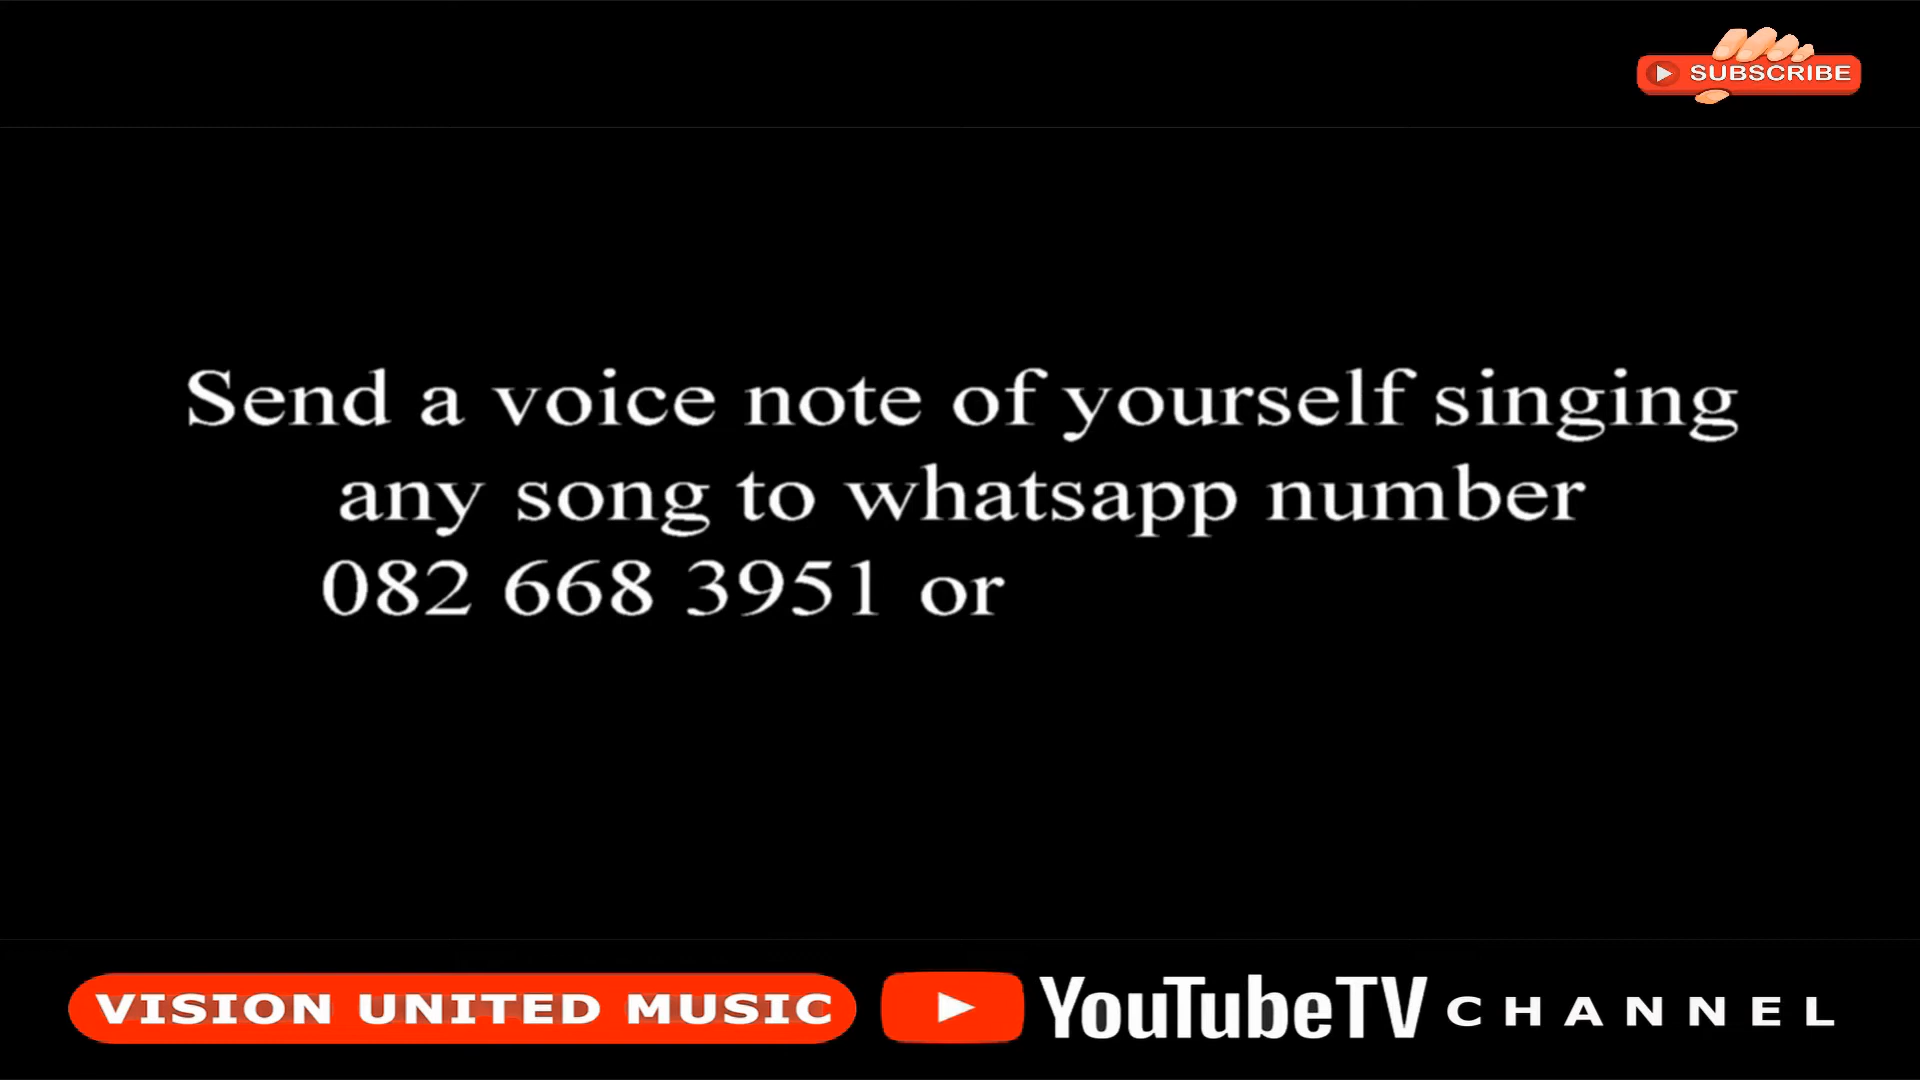 SUBSCRIBE
Send a voice note of yourself singing
any song to whatsapp number
082 668 3951 or
VISION UNITED MUSIC YouTubeTV CHANNEL